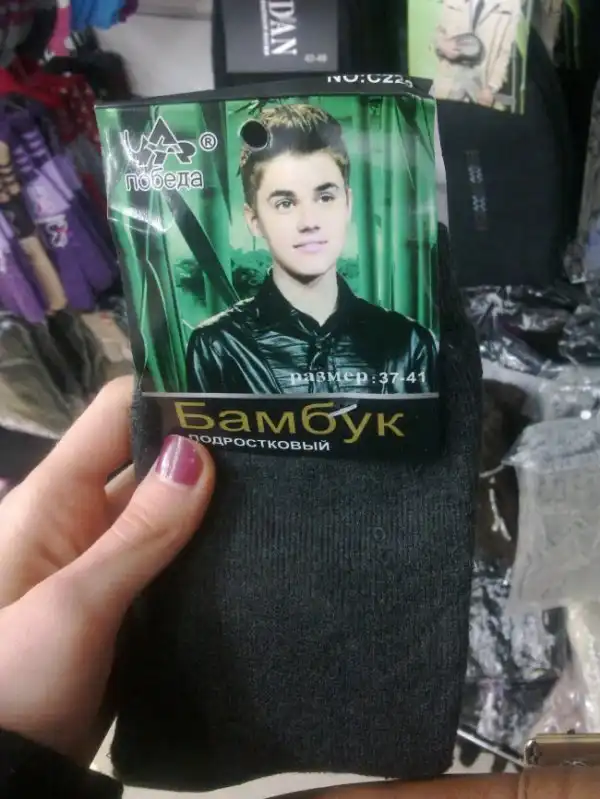 DAN
NO:C22
®
победа
размер:37-41
Бамбук
ПОДРОСТКОВЫЙ